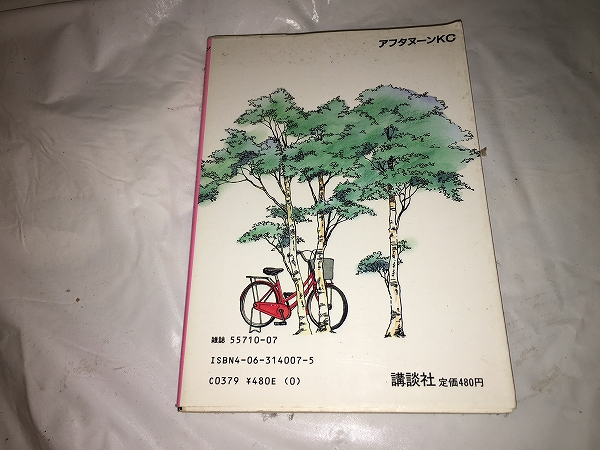 アフタヌーンKC
雑誌 55710-07
ISBN4-06-314007-5
C0379 ¥480E (0)
講談社 定価480円